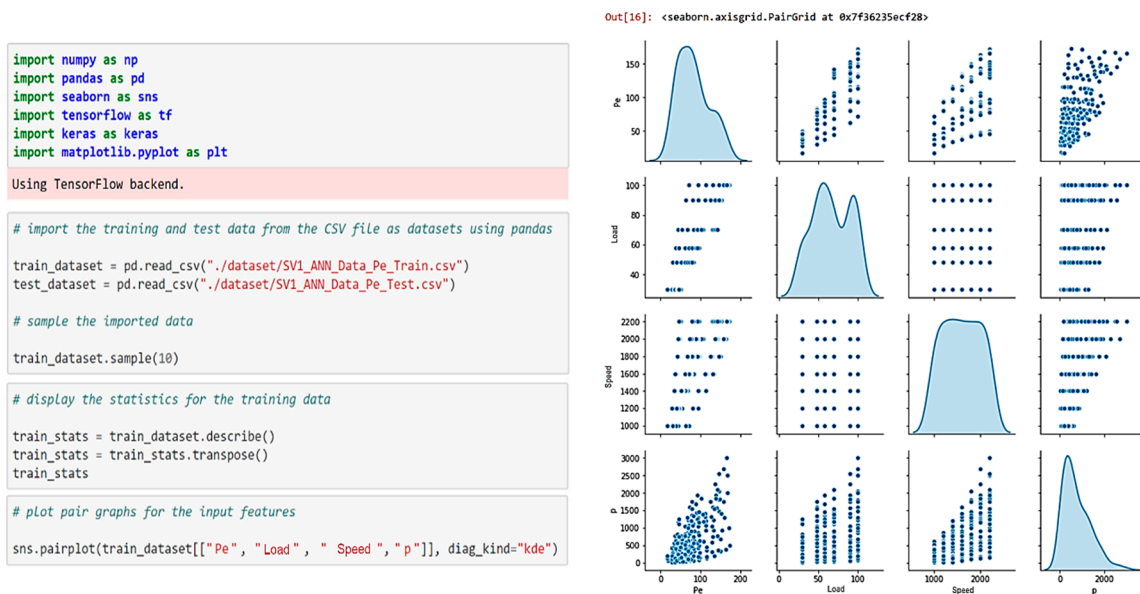 import numpy as np
import pandas as pd
import seaborn as sns
import tensorflow as tf
import keras as keras
import matplotlib.pyplot as plt
Using TensorFlow backend.
# import the training and test data from the CSV file as datasets using pandas
train_dataset = pd.read_csv("./dataset/SV1_ANN_Data_Pe_Train.csv")
test_dataset = pd.read_csv("./dataset/SV1_ANN_Data_Pe_Test.csv")
# sample the imported data
train_dataset.sample(10)
# display the statistics for the training data
train_stats = train_dataset.describe()
train_stats = train_stats.transpose()
train_stats
# plot pair graphs for the input features
sns.pairplot(train_dataset[["Pe", "Load", " Speed ","p"]], diag_kind="kde")
Out[16]: <seaborn.axisgrid.PairGrid at 0x7f36235ecf28>
150
100
50
Pe
100
80
60
40
Load
2200
2000
1800
1600
1400
1200
1000
Speed
3000
2500
2000
1500
1000
500
0
p
0 100 200
Pe
0 50 100
Load
1000 2000
Speed
0 2000
p